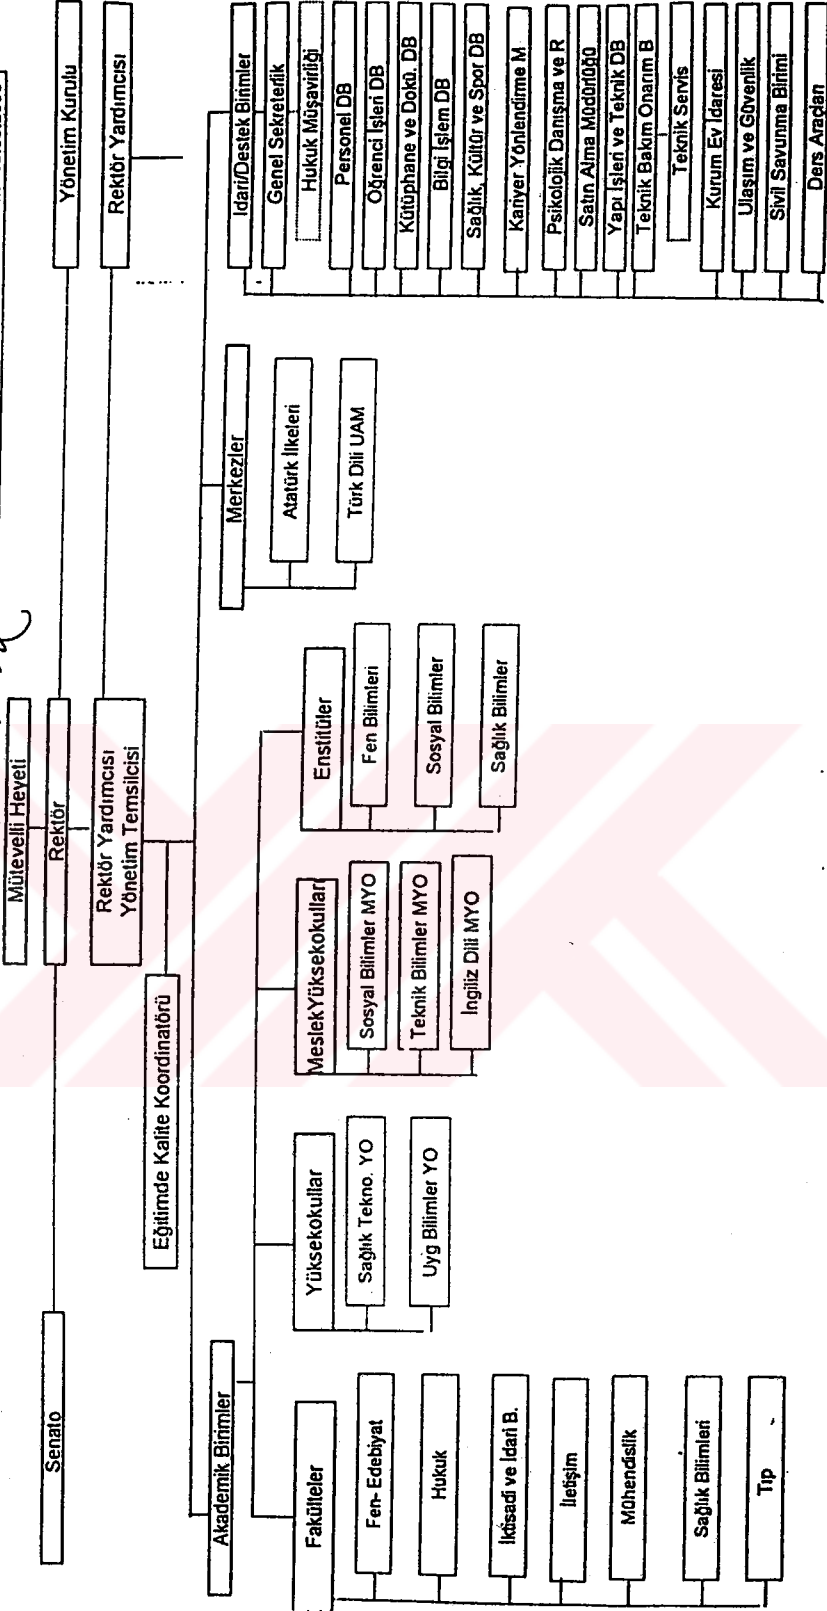 Mütevelli Heyeti
Senato
Rektör
Yönetim Kurulu
Rektör Yardımcısı
Yönetim Temsilcisi
Rektör Yardımcısı
Eğitimde Kalite Koordinatörü
Akademik Birimler
Merkezler
Idari/Destek Birimler
Fakülteler
Fen- Edebiyat
Hukuk
İktisadi ve İdari B.
İletişim
Mühendislik
Sağlık Bilimleri
Tıp
Yüksekokullar
Sağlık Tekno. YO
Uyg Bilimler YO
MeslekYüksekokulları
Sosyal Bilimler MYO
Teknik Bilimler MYO
İngiliz Dili MYO
Enstitüler
Fen Bilimleri
Sosyal Bilimler
Sağlık Bilimler
Atatürk İlkeleri
Türk Dili UAM
Genel Sekreterlik
Hukuk Müşavirliği
Personel DB
Öğrenci İşleri DB
Kütüphane ve Dokü. DB
Bilgi İşlem DB
Sağlık, Kültür ve Spor DB
Kariyer Yönlendirme M
Psikolojik Danışma ve R
Satın Alma Müdürlüğü
Yapı İşleri ve Teknik DB
Teknik Bakım Onarım B
Teknik Servis
Kurum Ev İdaresi
Ulaşım ve Güvenlik
Sivil Savunma Birimi
Ders Araçları